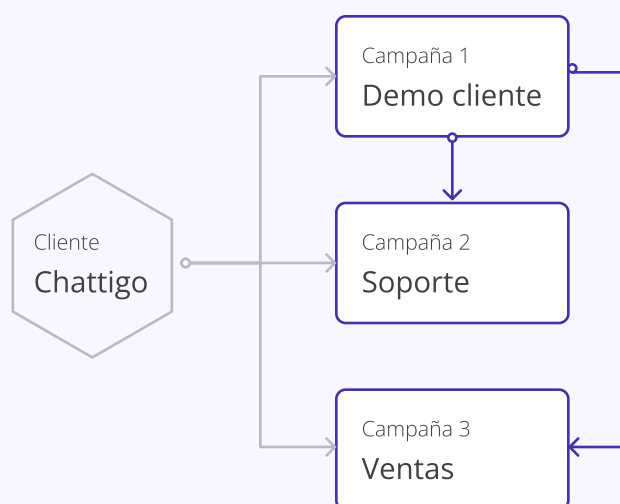 Campaña 1
Demo cliente
Cliente
Chattigo
Campaña 2
Soporte
Campaña 3
Ventas